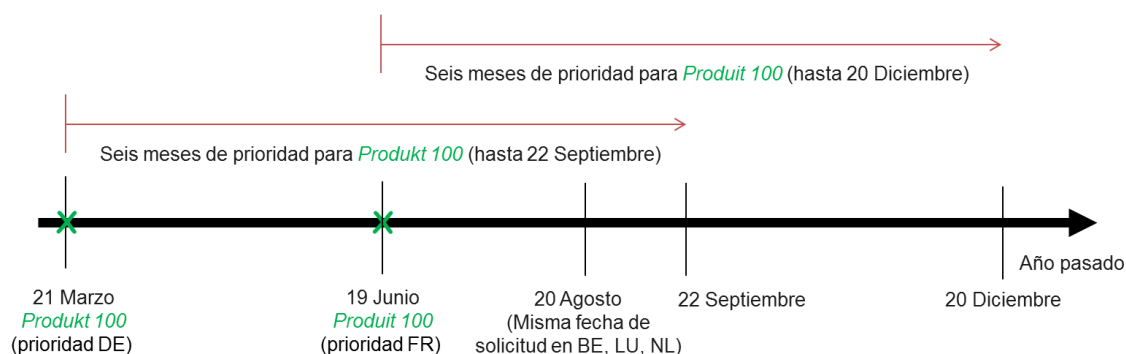 Seis meses de prioridad para Produit 100 (hasta 20 Diciembre)
Seis meses de prioridad para Produkt 100 (hasta 22 Septiembre)
Año pasado
21 Marzo
Produkt 100
(prioridad DE)
19 Junio
Produit 100
(prioridad FR)
20 Agosto
(Misma fecha de
solicitud en BE, LU, NL)
22 Septiembre
20 Diciembre